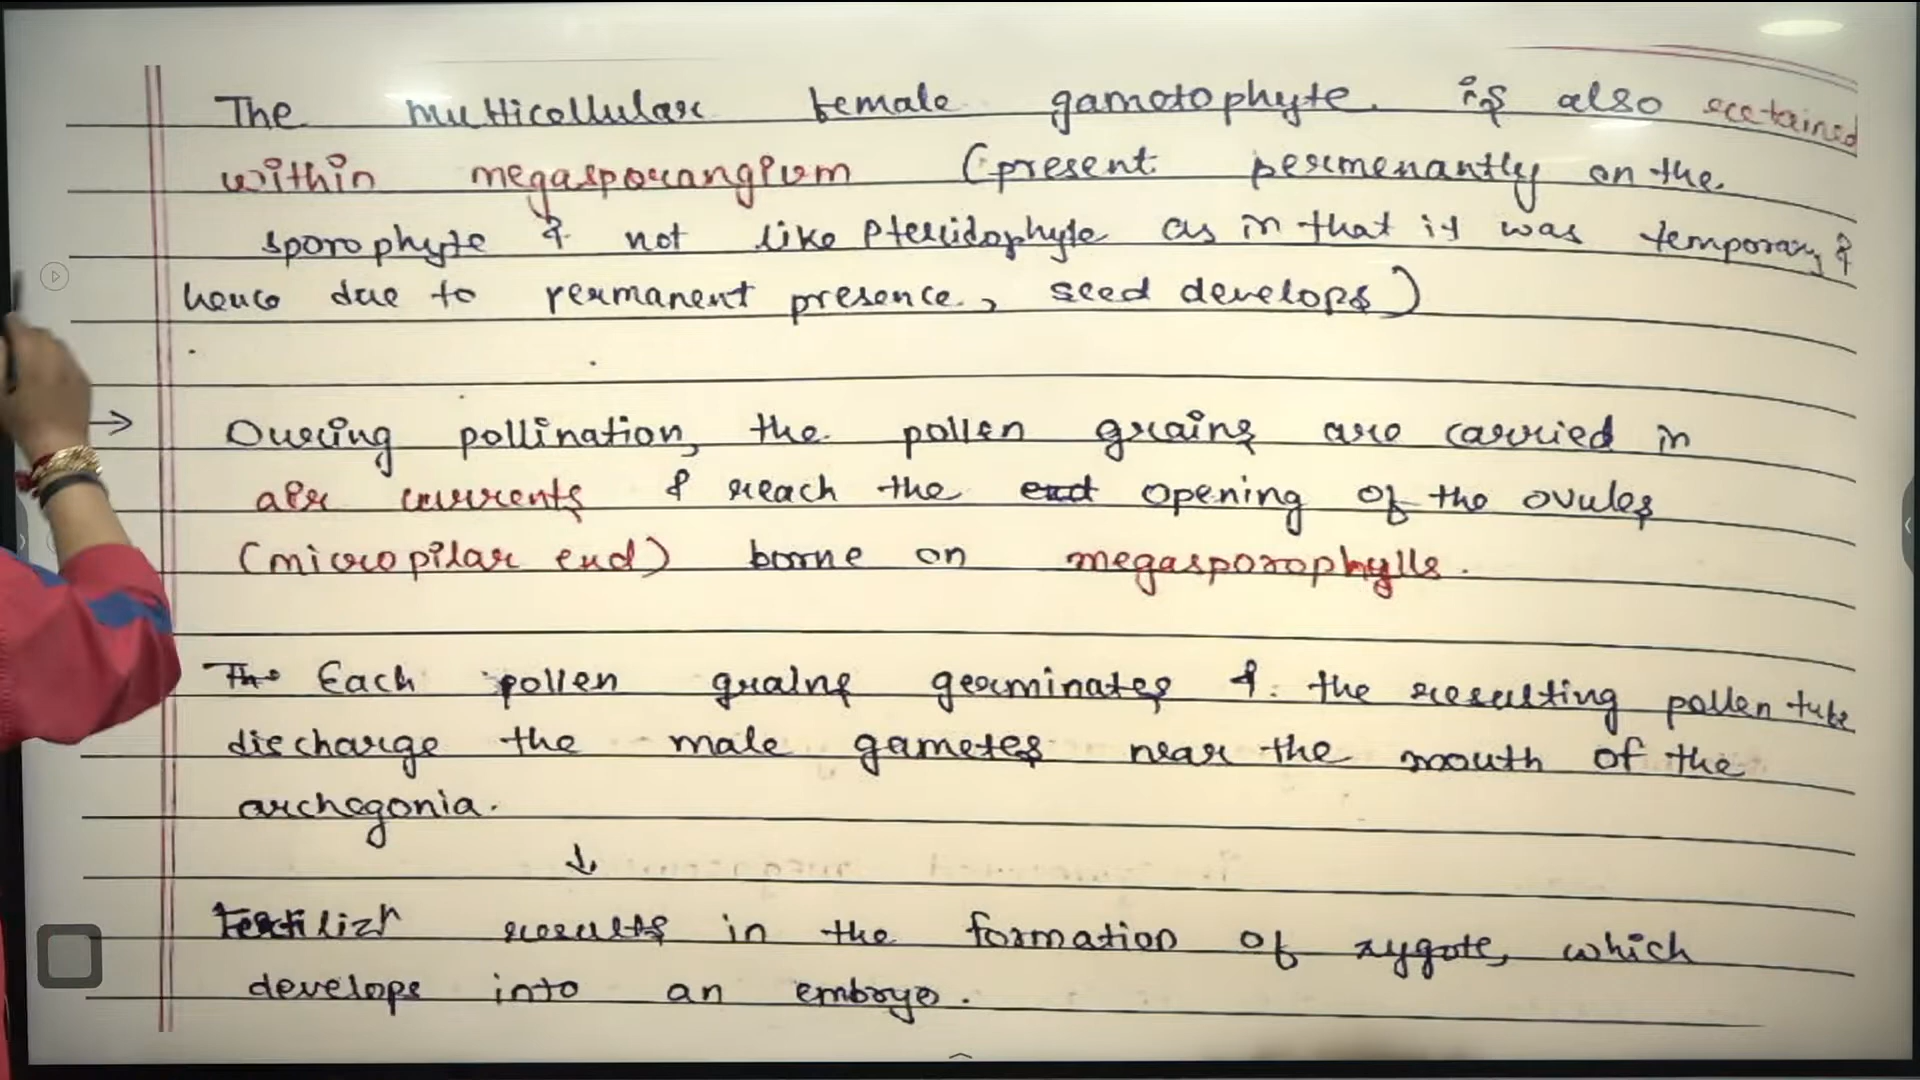 The multicellular female gametophyte is also retained
within megasporangium (present permenantly on the
sporophyte & not like Pteridophyte as in that it was temporary &
hence due to permanent presence, seed develops)
→ During pollination, the pollen grains are carried in
air currents & reach the end opening of the ovules
(micropilar end) borne on megasporophylls.
The Each pollen grains germinates & the resulting pollen tube
discharge the male gametes near the mouth of the
archegonia.
↓
Fertilizn results in the formation of zygote, which
develops into an embryo.